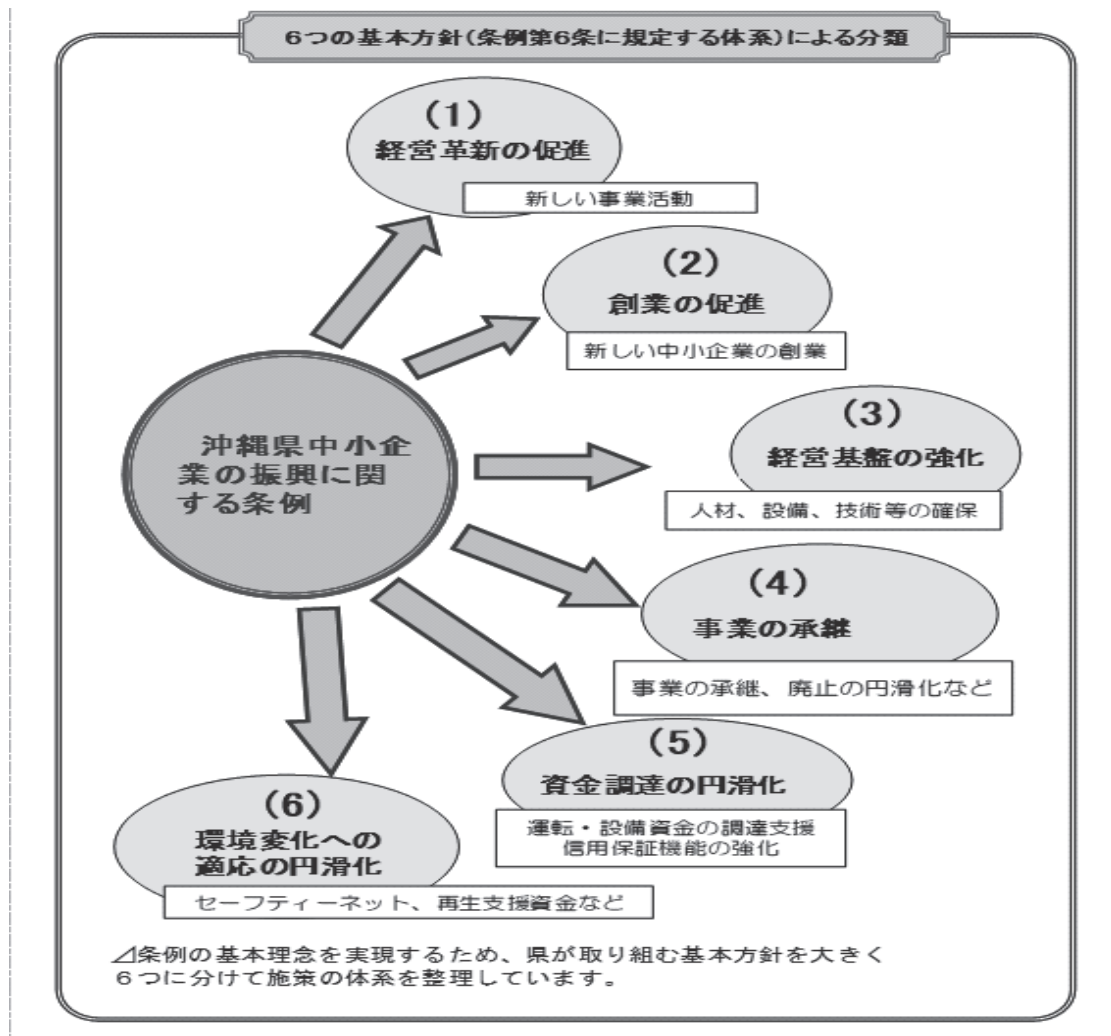 6つの基本方針(条例第6条に規定する体系)による分類
(1)
経営革新の促進
新しい事業活動
(2)
創業の促進
新しい中小企業の創業
(3)
経営基盤の強化
人材、設備、技術等の確保
沖縄県中小企
業の振興に関
する条例
(4)
事業の承継
事業の承継、廃止の円滑化など
(5)
資金調達の円滑化
運転・設備資金の調達支援
信用保証機能の強化
(6)
環境変化への
適応の円滑化
セーフティーネット、再生支援資金など
⊿条例の基本理念を実現するため、県が取り組む基本方針を大きく
6つに分けて施策の体系を整理しています。